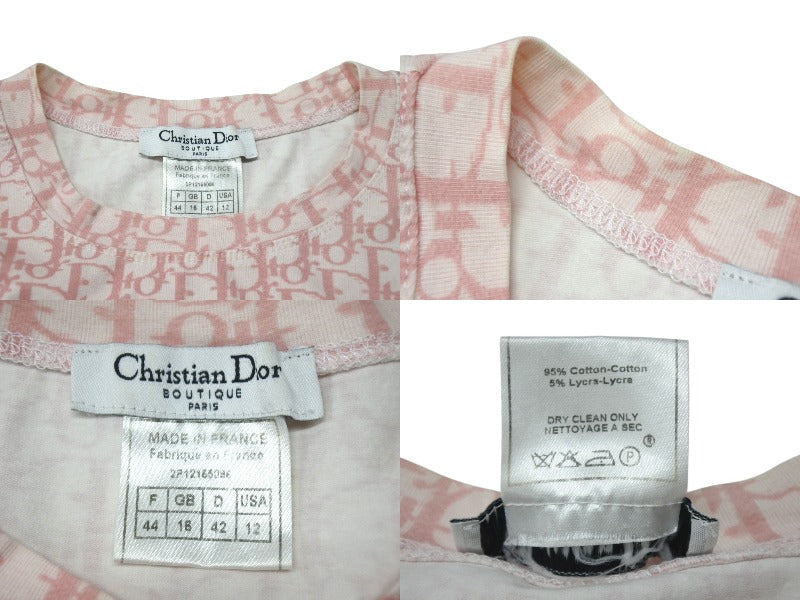 Christian Dior
BOUTIQUE
PARIS
MADE IN FRANCE
Fabrique en France
2P12165086
F GB D USA
44 16 42 12
Christian Dior
BOUTIQUE
PARIS
MADE IN FRANCE
Fabrique en France
2P12165086
F GB D USA
44 16 42 12
95% Cotton-Cotton
5% Lycra-Lycra
DRY CLEAN ONLY
NETTOYAGE A SEC
P ®